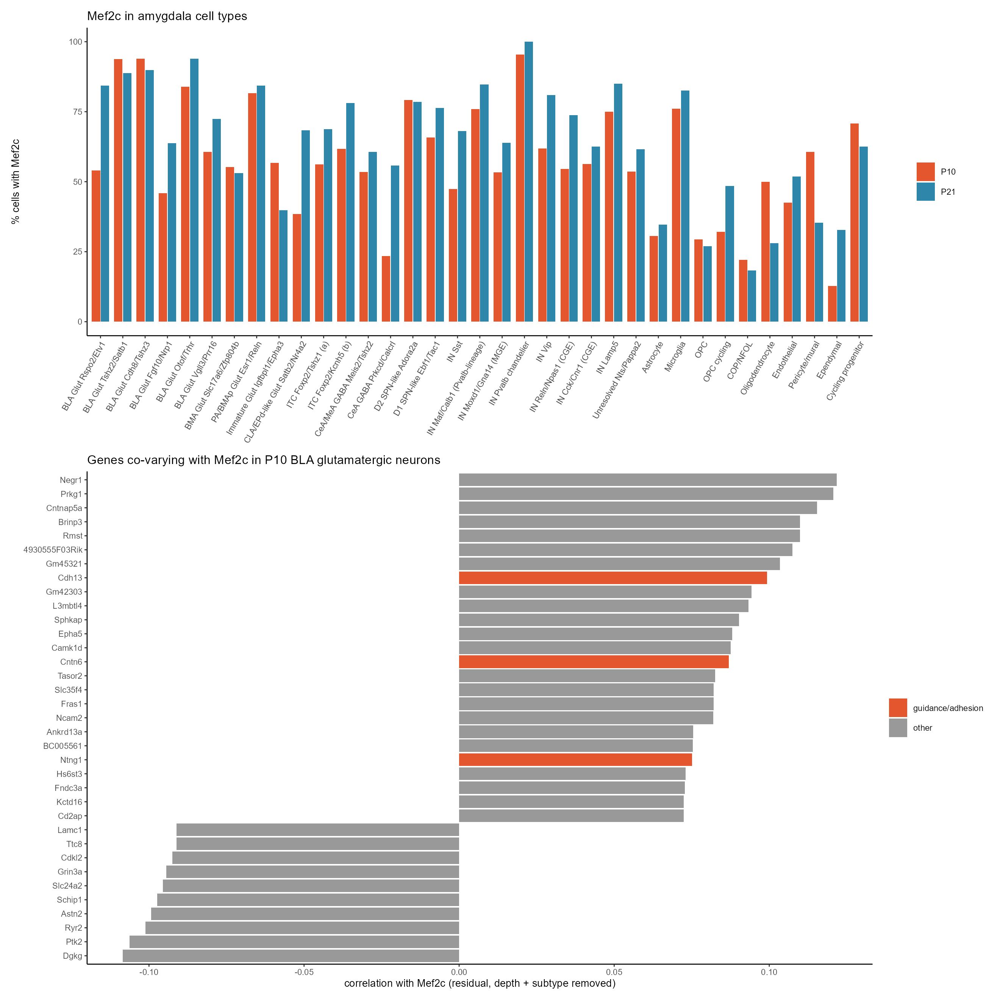 Mef2c in amygdala cell types
% cells with Mef2c
100
75
50
25
0
BLA Glut Rspo2/Etv1
BLA Glut Tshz2/Satb1
BLA Glut Cdh8/Tshz3
BLA Glut Fgf10/Nrp1
BLA Glut Otof/Trhr
BLA Glut Vgll3/Prr16
BMA Glut Slc17a6/Zfp804b
PA/BMAp Glut Esr1/Reln
Immature Glut Igfbpl1/Epha3
CLA/EPd-like Glut Satb2/Nr4a2
ITC Foxp2/Tshz1 (a)
ITC Foxp2/Kcnh5 (b)
CeA/MeA GABA Meis2/Tshz2
CeA GABA Prkcd/Calcrl
D2 SPN-like Adora2a
D1 SPN-like Ebf1/Tac1
IN Sst
IN Maf/Calb1 (Pvalb-lineage)
IN Moxd1/Gna14 (MGE)
IN Pvalb chandelier
IN Vip
IN Reln/Npas1 (CGE)
IN Cck/Cnr1 (CGE)
IN Lamp5
Unresolved Nts/Pappa2
Astrocyte
Microglia
OPC
OPC cycling
COP/NFOL
Oligodendrocyte
Endothelial
Pericyte/mural
Ependymal
Cycling progenitor
P10
P21
Genes co-varying with Mef2c in P10 BLA glutamatergic neurons
Negr1
Prkg1
Cntnap5a
Brinp3
Rmst
4930555F03Rik
Gm45321
Cdh13
Gm42303
L3mbtl4
Sphkap
Epha5
Camk1d
Cntn6
Tasor2
Slc35f4
Fras1
Ncam2
Ankrd13a
BC005561
Ntng1
Hs6st3
Fndc3a
Kctd16
Cd2ap
Lamc1
Ttc8
Cdkl2
Grin3a
Slc24a2
Schip1
Astn2
Ryr2
Ptk2
Dgkg
-0.10
-0.05
0.00
0.05
0.10
correlation with Mef2c (residual, depth + subtype removed)
guidance/adhesion
other